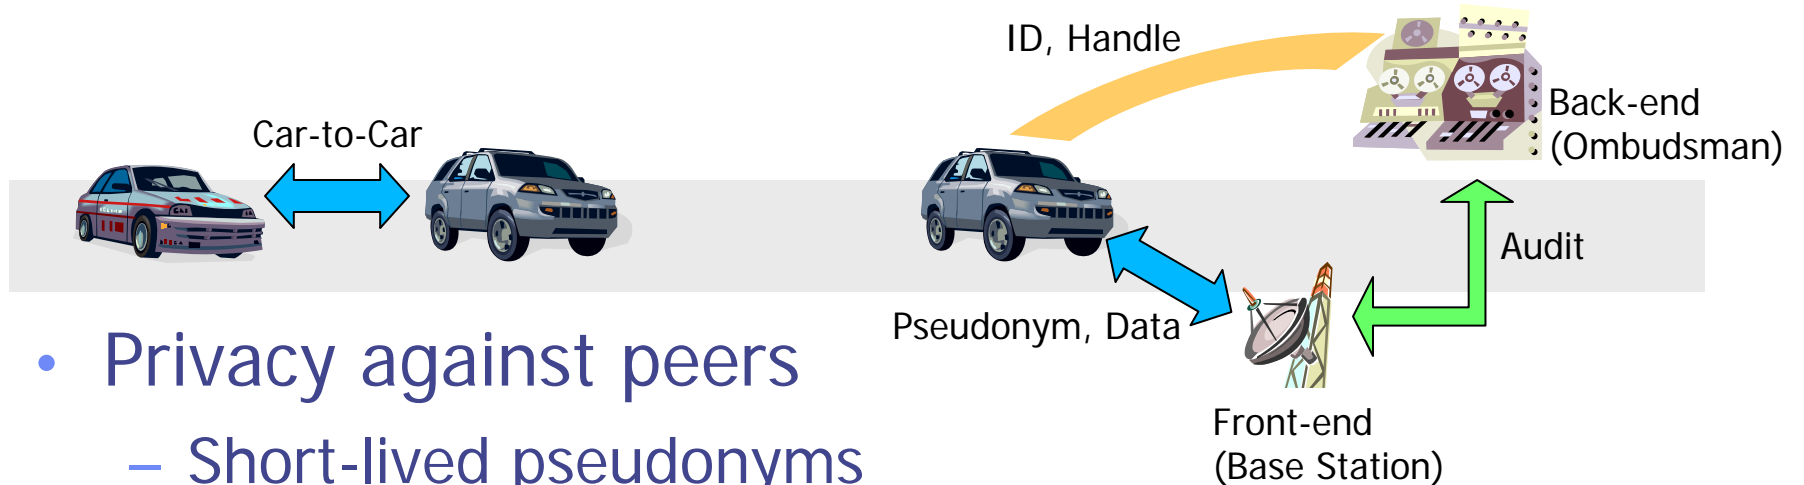 ID, Handle
Back-end
(Ombudsman)
Car-to-Car
Audit
Pseudonym, Data
• Privacy against peers
– Short-lived pseudonyms
Front-end
(Base Station)